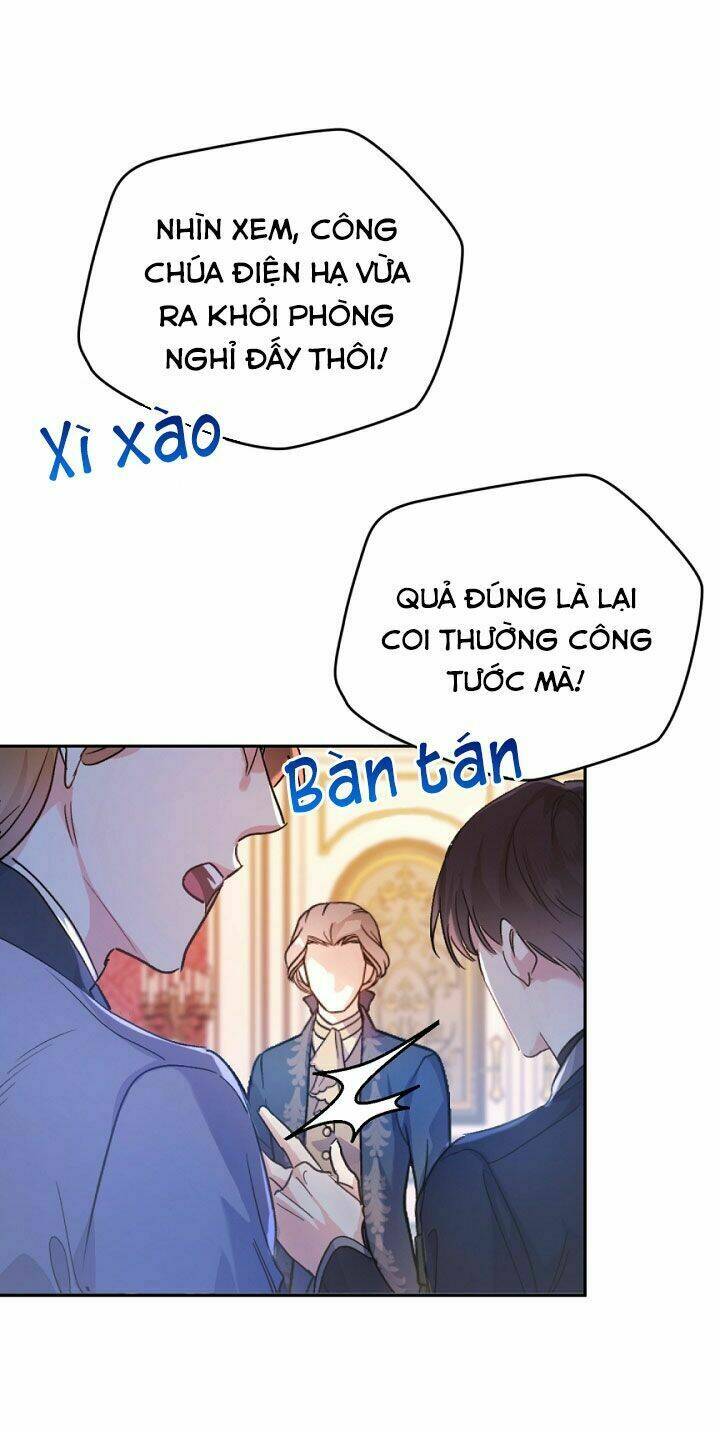 NHÌN XEM, CÔNG
CHÚA ĐIỆN HẠ VỪA
RA KHỎI PHÒNG
NGHỈ ĐẤY THÔI!
Xì xào
QUẢ ĐÚNG LÀ LẠI
COI THƯỜNG CÔNG
TƯỚC MÀ!
Bàn tán